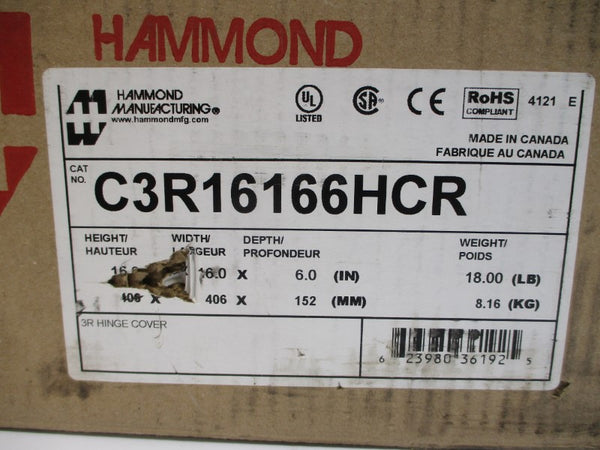 HAMMOND
HAMMOND
MANUFACTURING®
www.hammondmfg.com
UL
LISTED
SA
CE
RoHS
COMPLIANT
4121 E
MADE IN CANADA
FABRIQUE AU CANADA
CAT
NO.
C3R16166HCR
HEIGHT/
HAUTEUR
WIDTH/
LARGEUR
DEPTH/
PROFONDEUR
WEIGHT/
POIDS
16.0 X 6.0 (IN) 18.00 (LB)
406 X 406 X 152 (MM) 8.16 (KG)
3R HINGE COVER
6 23980 36192 5